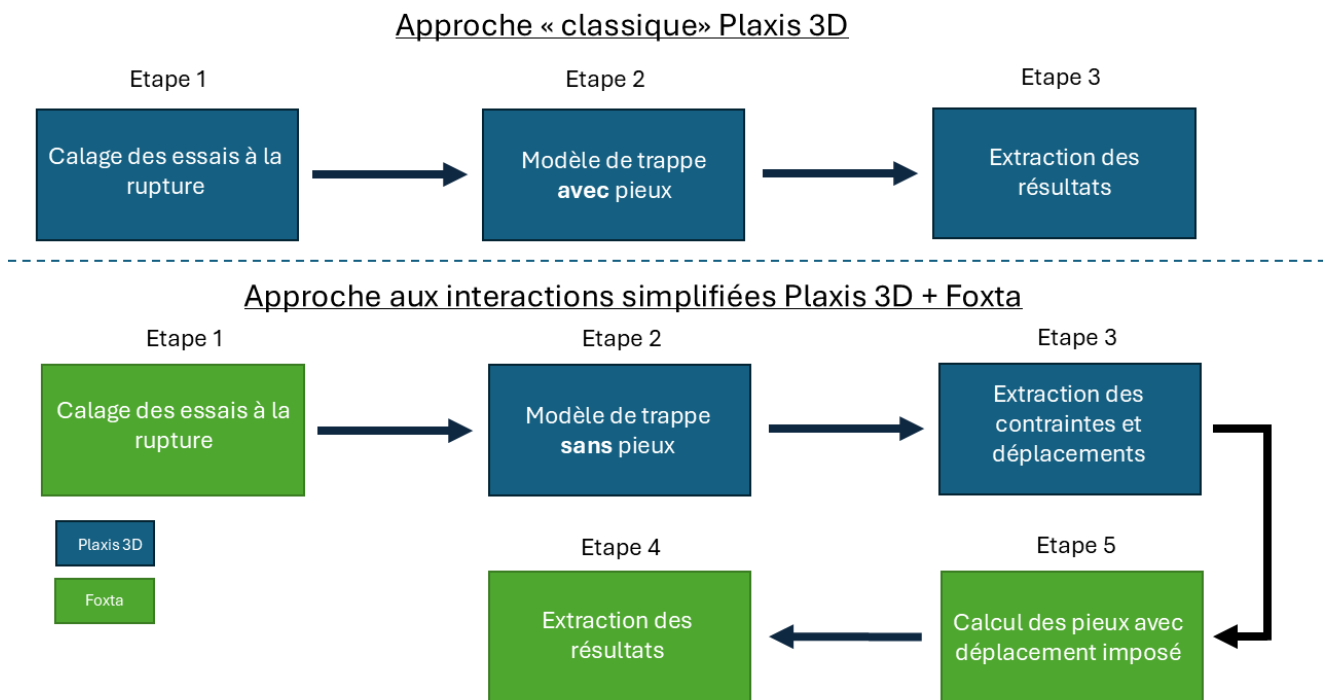 Approche « classique» Plaxis 3D
Etape 1
Etape 2
Etape 3
Calage des essais à la
rupture
Modèle de trappe
avec pieux
Extraction des
résultats
Approche aux interactions simplifiées Plaxis 3D + Foxta
Etape 1
Etape 2
Etape 3
Calage des essais à la
rupture
Modèle de trappe
sans pieux
Extraction des
contraintes et
déplacements
Plaxis 3D
Foxta
Etape 4
Etape 5
Extraction des
résultats
Calcul des pieux avec
déplacement imposé